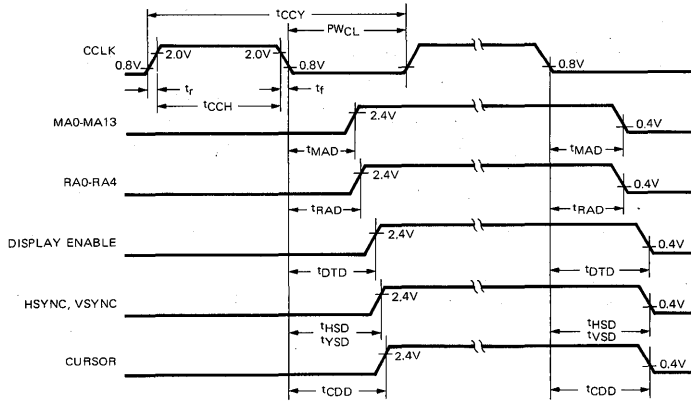 tCCY
PWCL
CCLK
2.0V 2.0V
0.8V 0.8V 0.8V
tr tf
tCCH
MA0-MA13
2.4V 0.4V
tMAD tMAD
RA0-RA4
2.4V 0.4V
tRAD tRAD
DISPLAY ENABLE
2.4V 0.4V
tDTD tDTD
HSYNC, VSYNC
2.4V 0.4V
tHSD tHSD
tYSD tVSD
CURSOR
2.4V 0.4V
tCDD tCDD